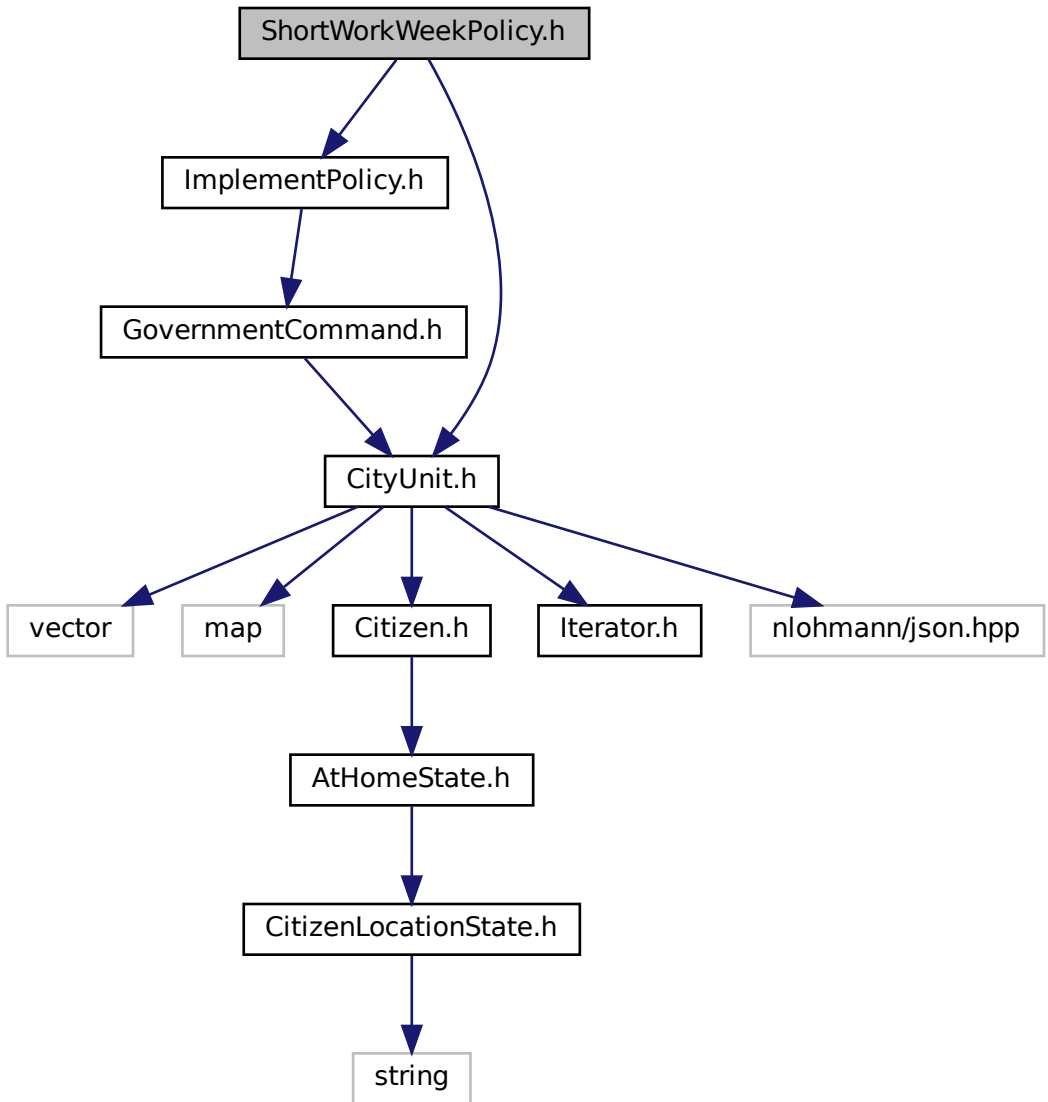 ShortWorkWeekPolicy.h
ImplementPolicy.h
GovernmentCommand.h
CityUnit.h
vector
map
Citizen.h
Iterator.h
nlohmann/json.hpp
AtHomeState.h
CitizenLocationState.h
string